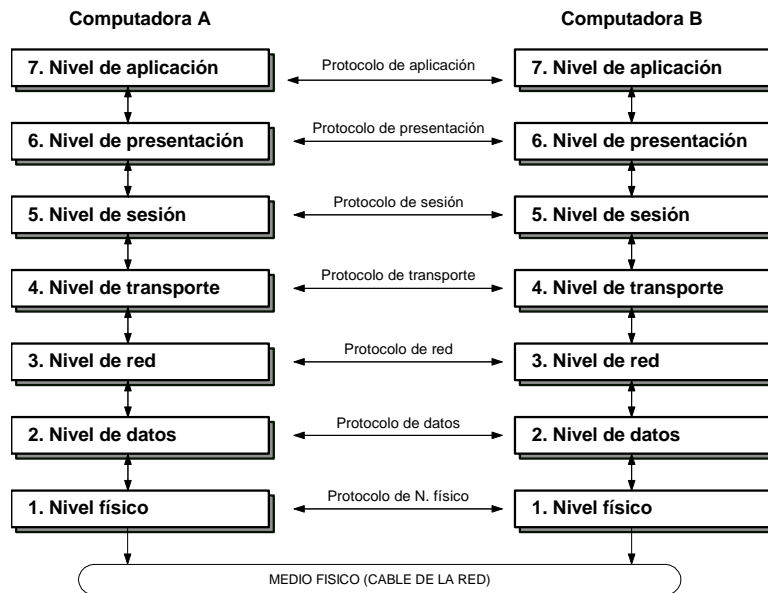 Computadora A
Computadora B
7. Nivel de aplicación
Protocolo de aplicación
7. Nivel de aplicación
6. Nivel de presentación
Protocolo de presentación
6. Nivel de presentación
5. Nivel de sesión
Protocolo de sesión
5. Nivel de sesión
4. Nivel de transporte
Protocolo de transporte
4. Nivel de transporte
3. Nivel de red
Protocolo de red
3. Nivel de red
2. Nivel de datos
Protocolo de datos
2. Nivel de datos
1. Nivel físico
Protocolo de N. físico
1. Nivel físico
MEDIO FISICO (CABLE DE LA RED)